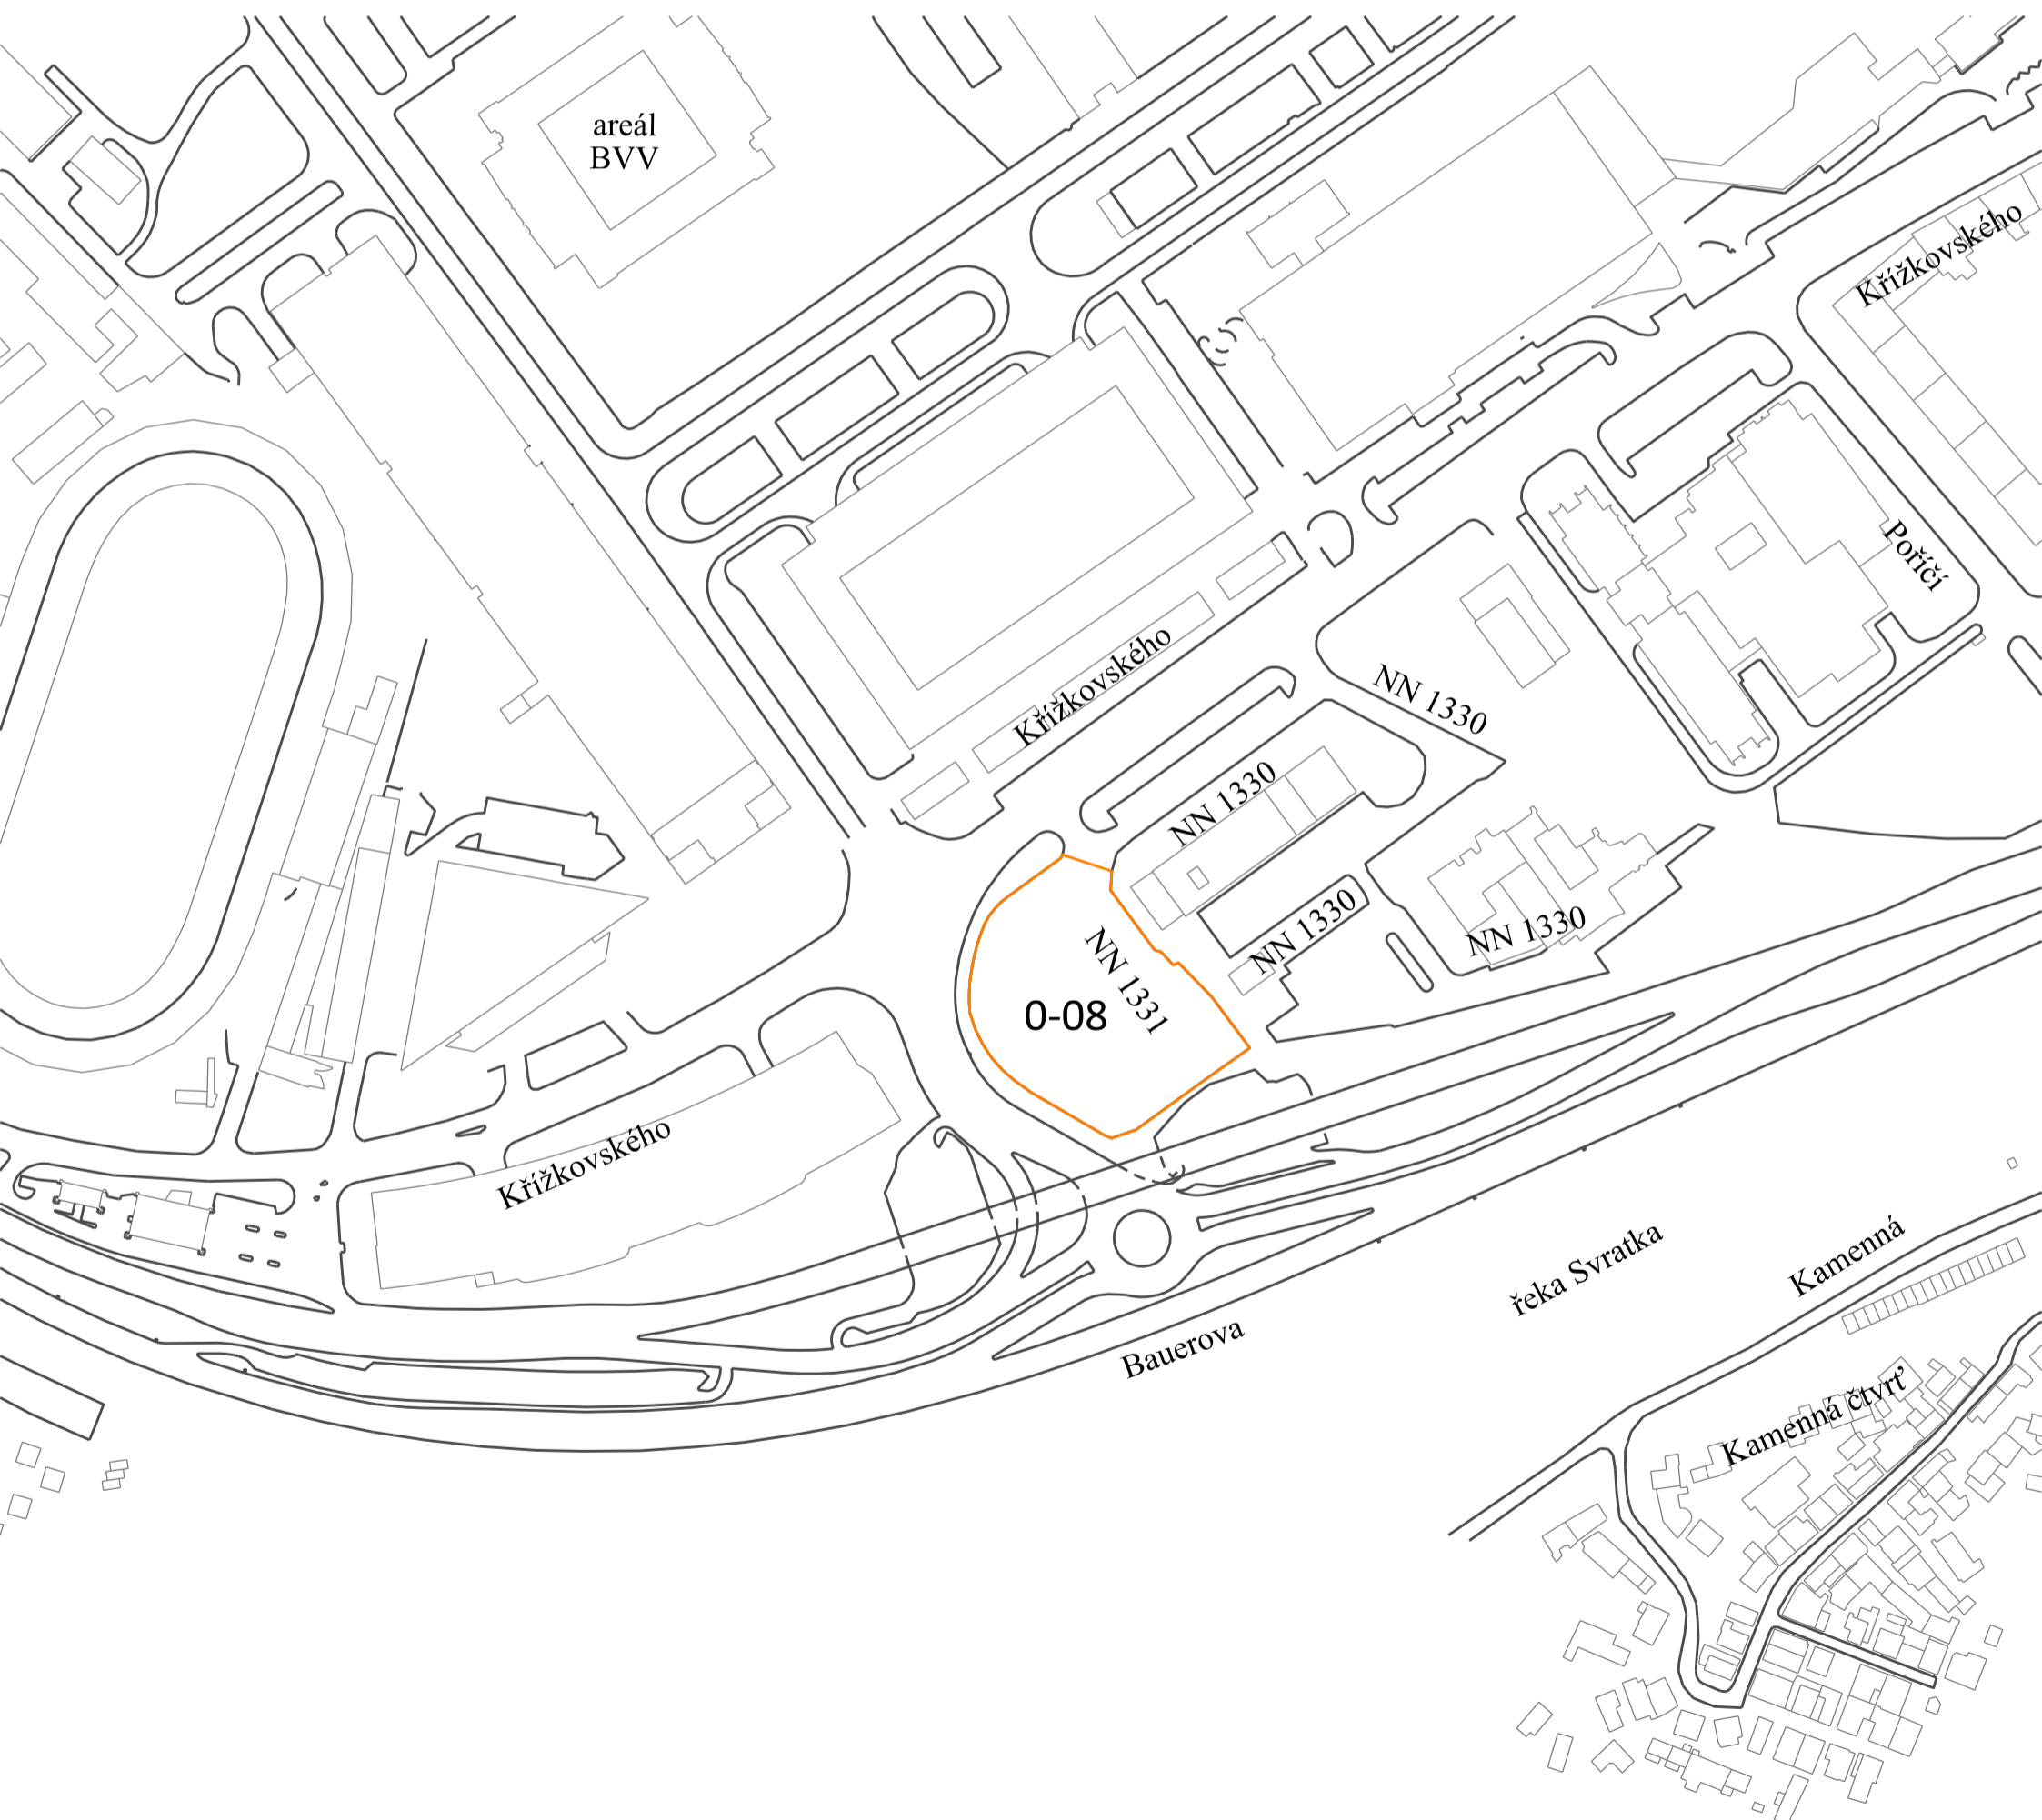 areál
BVV
Křížkovského
Poříčí
Křížkovského
NN 1330
NN 1330
NN 1330
NN 1330
NN 1331
0-08
Křížkovského
řeka Svratka
Kamenná
Bauerova
Kamenná čtvrť